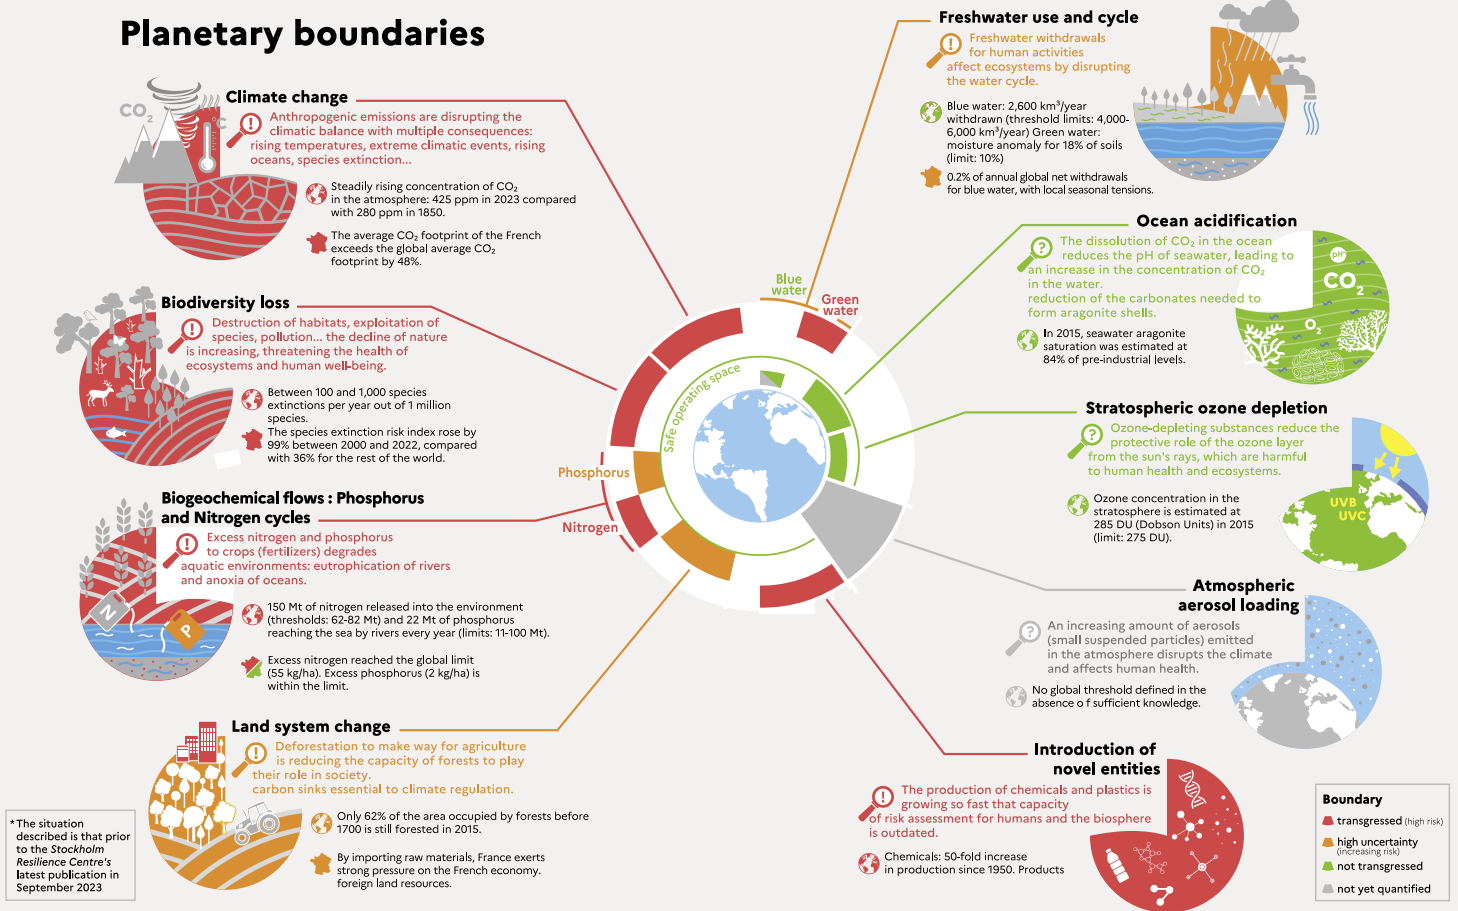 Planetary boundaries
Climate change
CO₂
°C
Anthropogenic emissions are disrupting the
climatic balance with multiple consequences:
rising temperatures, extreme climatic events, rising
oceans, species extinction...
Steadily rising concentration of CO₂
in the atmosphere: 425 ppm in 2023 compared
with 280 ppm in 1850.
The average CO₂ footprint of the French
exceeds the global average CO₂
footprint by 48%.
Biodiversity loss
Destruction of habitats, exploitation of
species, pollution... the decline of nature
is increasing, threatening the health of
ecosystems and human well-being.
Between 100 and 1,000 species
extinctions per year out of 1 million
species.
The species extinction risk index rose by
99% between 2000 and 2022, compared
with 36% for the rest of the world.
Biogeochemical flows : Phosphorus
and Nitrogen cycles
Excess nitrogen and phosphorus
to crops (fertilizers) degrades
aquatic environments: eutrophication of rivers
and anoxia of oceans.
N
P
150 Mt of nitrogen released into the environment
(thresholds: 62-82 Mt) and 22 Mt of phosphorus
reaching the sea by rivers every year (limits: 11-100 Mt).
Excess nitrogen reached the global limit
(55 kg/ha). Excess phosphorus (2 kg/ha) is
within the limit.
Land system change
Deforestation to make way for agriculture
is reducing the capacity of forests to play
their role in society.
carbon sinks essential to climate regulation.
Only 62% of the area occupied by forests before
1700 is still forested in 2015.
By importing raw materials, France exerts
strong pressure on the French economy.
foreign land resources.
*The situation
described is that prior
to the Stockholm
Resilience Centre's
latest publication in
September 2023
Blue
water
Green
water
Safe operating space
Phosphorus
Nitrogen
Freshwater use and cycle
Freshwater withdrawals
for human activities
affect ecosystems by disrupting
the water cycle.
Blue water: 2,600 km³/year
withdrawn (threshold limits: 4,000-
6,000 km³/year) Green water:
moisture anomaly for 18% of soils
(limit: 10%)
0.2% of annual global net withdrawals
for blue water, with local seasonal tensions.
Ocean acidification
The dissolution of CO₂ in the ocean
reduces the pH of seawater, leading to
an increase in the concentration of CO₂
in the water.
reduction of the carbonates needed to
form aragonite shells.
pH⁺
CO₂
O₂
In 2015, seawater aragonite
saturation was estimated at
84% of pre-industrial levels.
Stratospheric ozone depletion
Ozone-depleting substances reduce the
protective role of the ozone layer
from the sun's rays, which are harmful
to human health and ecosystems.
UVB
UVC
Ozone concentration in the
stratosphere is estimated at
285 DU (Dobson Units) in 2015
(limit: 275 DU).
Atmospheric
aerosol loading
An increasing amount of aerosols
(small suspended particles) emitted
in the atmosphere disrupts the climate
and affects human health.
No global threshold defined in the
absence o f sufficient knowledge.
Introduction of
novel entities
The production of chemicals and plastics is
growing so fast that capacity
of risk assessment for humans and the biosphere
is outdated.
Chemicals: 50-fold increase
in production since 1950. Products
Boundary
transgressed (high risk)
high uncertainty
(increasing risk)
not transgressed
not yet quantified